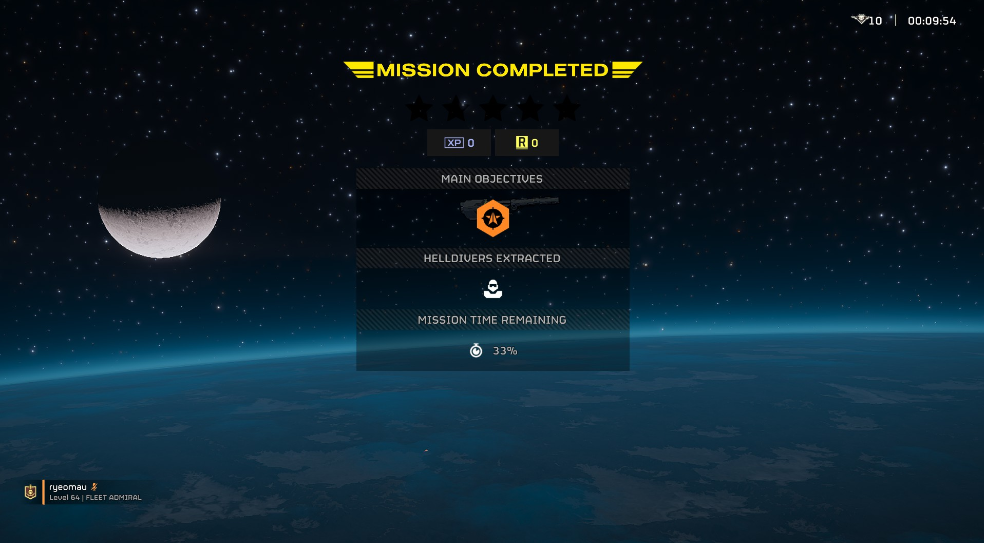 10 | 00:09:54
MISSION COMPLETED
XP 0 R 0
MAIN OBJECTIVES
HELLDIVERS EXTRACTED
MISSION TIME REMAINING
33%
ryeomau
Level 64 | FLEET ADMIRAL